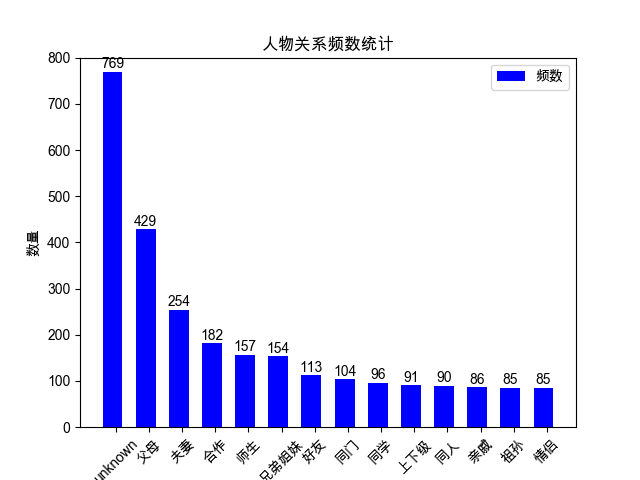 人物关系频数统计
频数
数量
800
700
600
500
400
300
200
100
0
769
429
254
182
157
154
113
104
96
91
90
86
85
85
unknown
父母
夫妻
合作
师生
兄弟姐妹
好友
同门
同学
上下级
同人
亲戚
祖孙
情侣